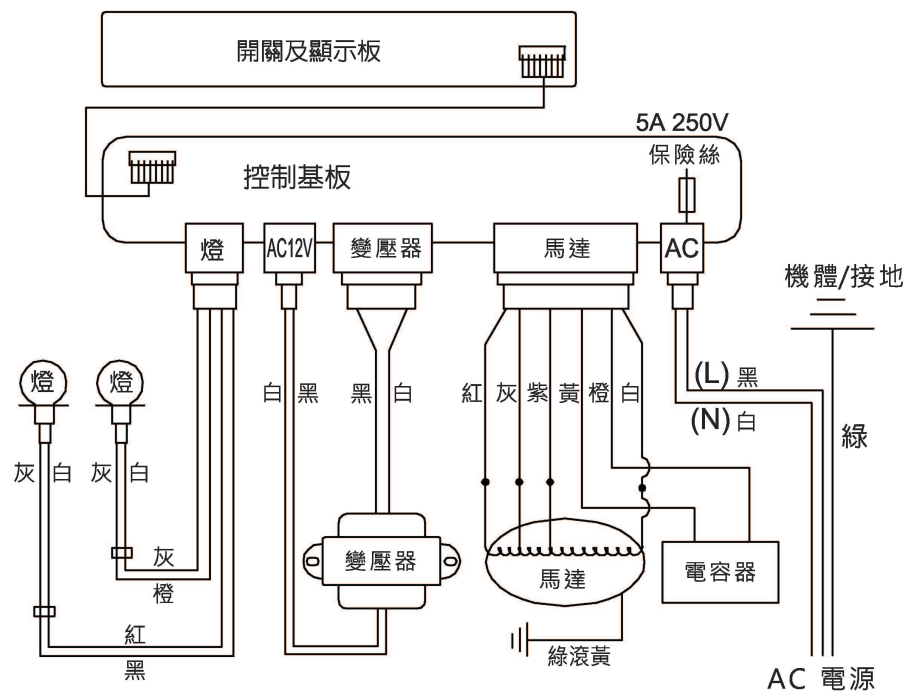 開關及顯示板
5A 250V
保險絲
控制基板
燈
AC12V
變壓器
馬達
AC
機體/接地
燈
燈
白
黑
黑
白
紅
灰
紫
黃
橙
白
(L) 黑
(N) 白
綠
灰
白
灰
白
變壓器
馬達
電容器
灰
橙
紅
黑
綠滾黃
AC 電源